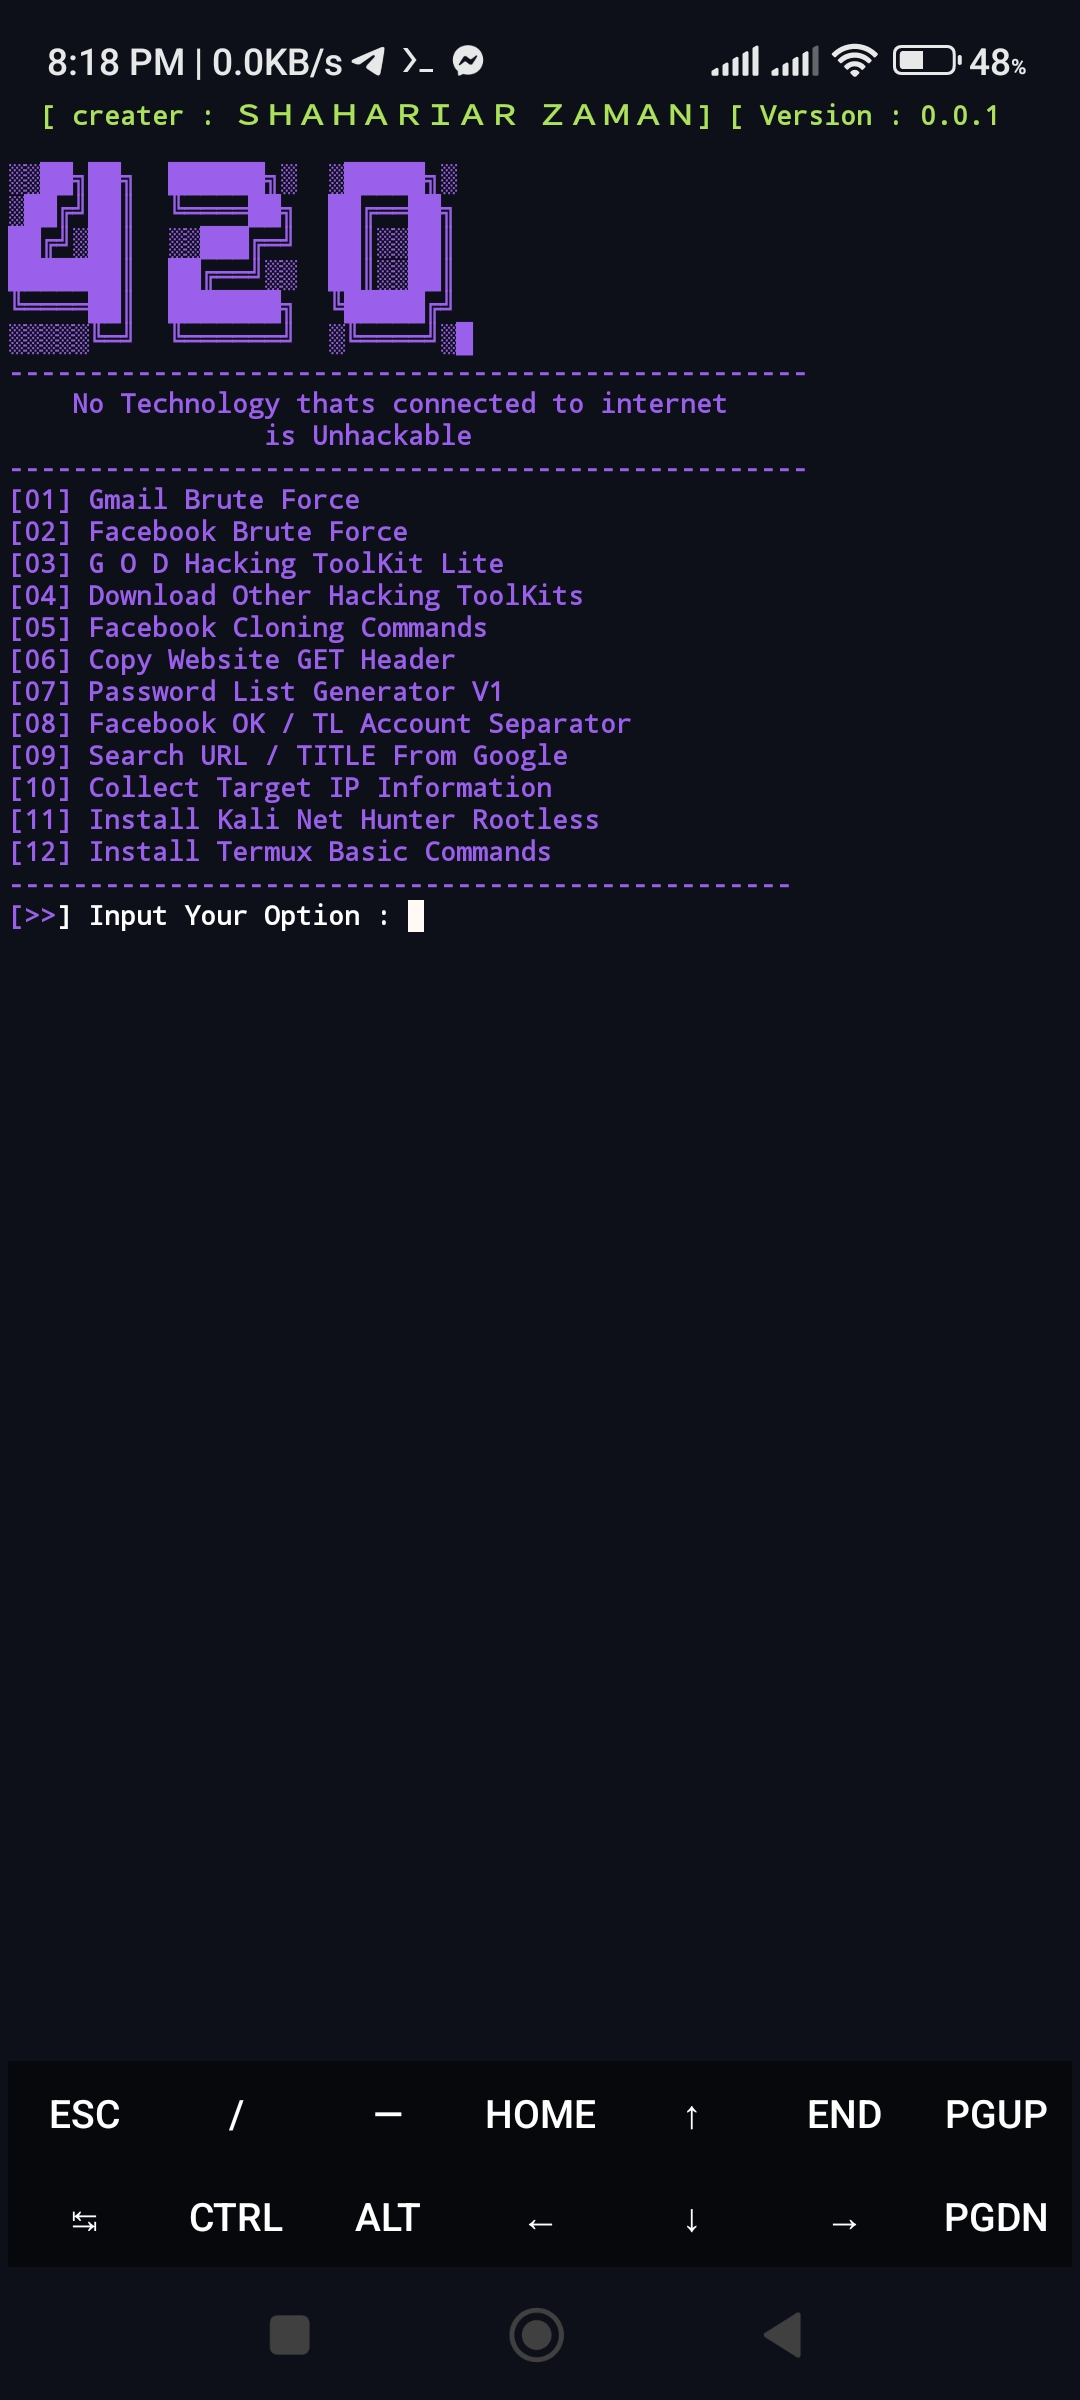 8:18 PM | 0.0KB/s 48%
[ creater : SHAHARIAR ZAMAN] [ Version : 0.0.1
420
--------------------------------------------------
No Technology thats connected to internet
is Unhackable
--------------------------------------------------
[01] Gmail Brute Force
[02] Facebook Brute Force
[03] G O D Hacking ToolKit Lite
[04] Download Other Hacking ToolKits
[05] Facebook Cloning Commands
[06] Copy Website GET Header
[07] Password List Generator V1
[08] Facebook OK / TL Account Separator
[09] Search URL / TITLE From Google
[10] Collect Target IP Information
[11] Install Kali Net Hunter Rootless
[12] Install Termux Basic Commands
-------------------------------------------------
[>>] Input Your Option :
ESC / — HOME ↑ END PGUP
↹ CTRL ALT ← ↓ → PGDN